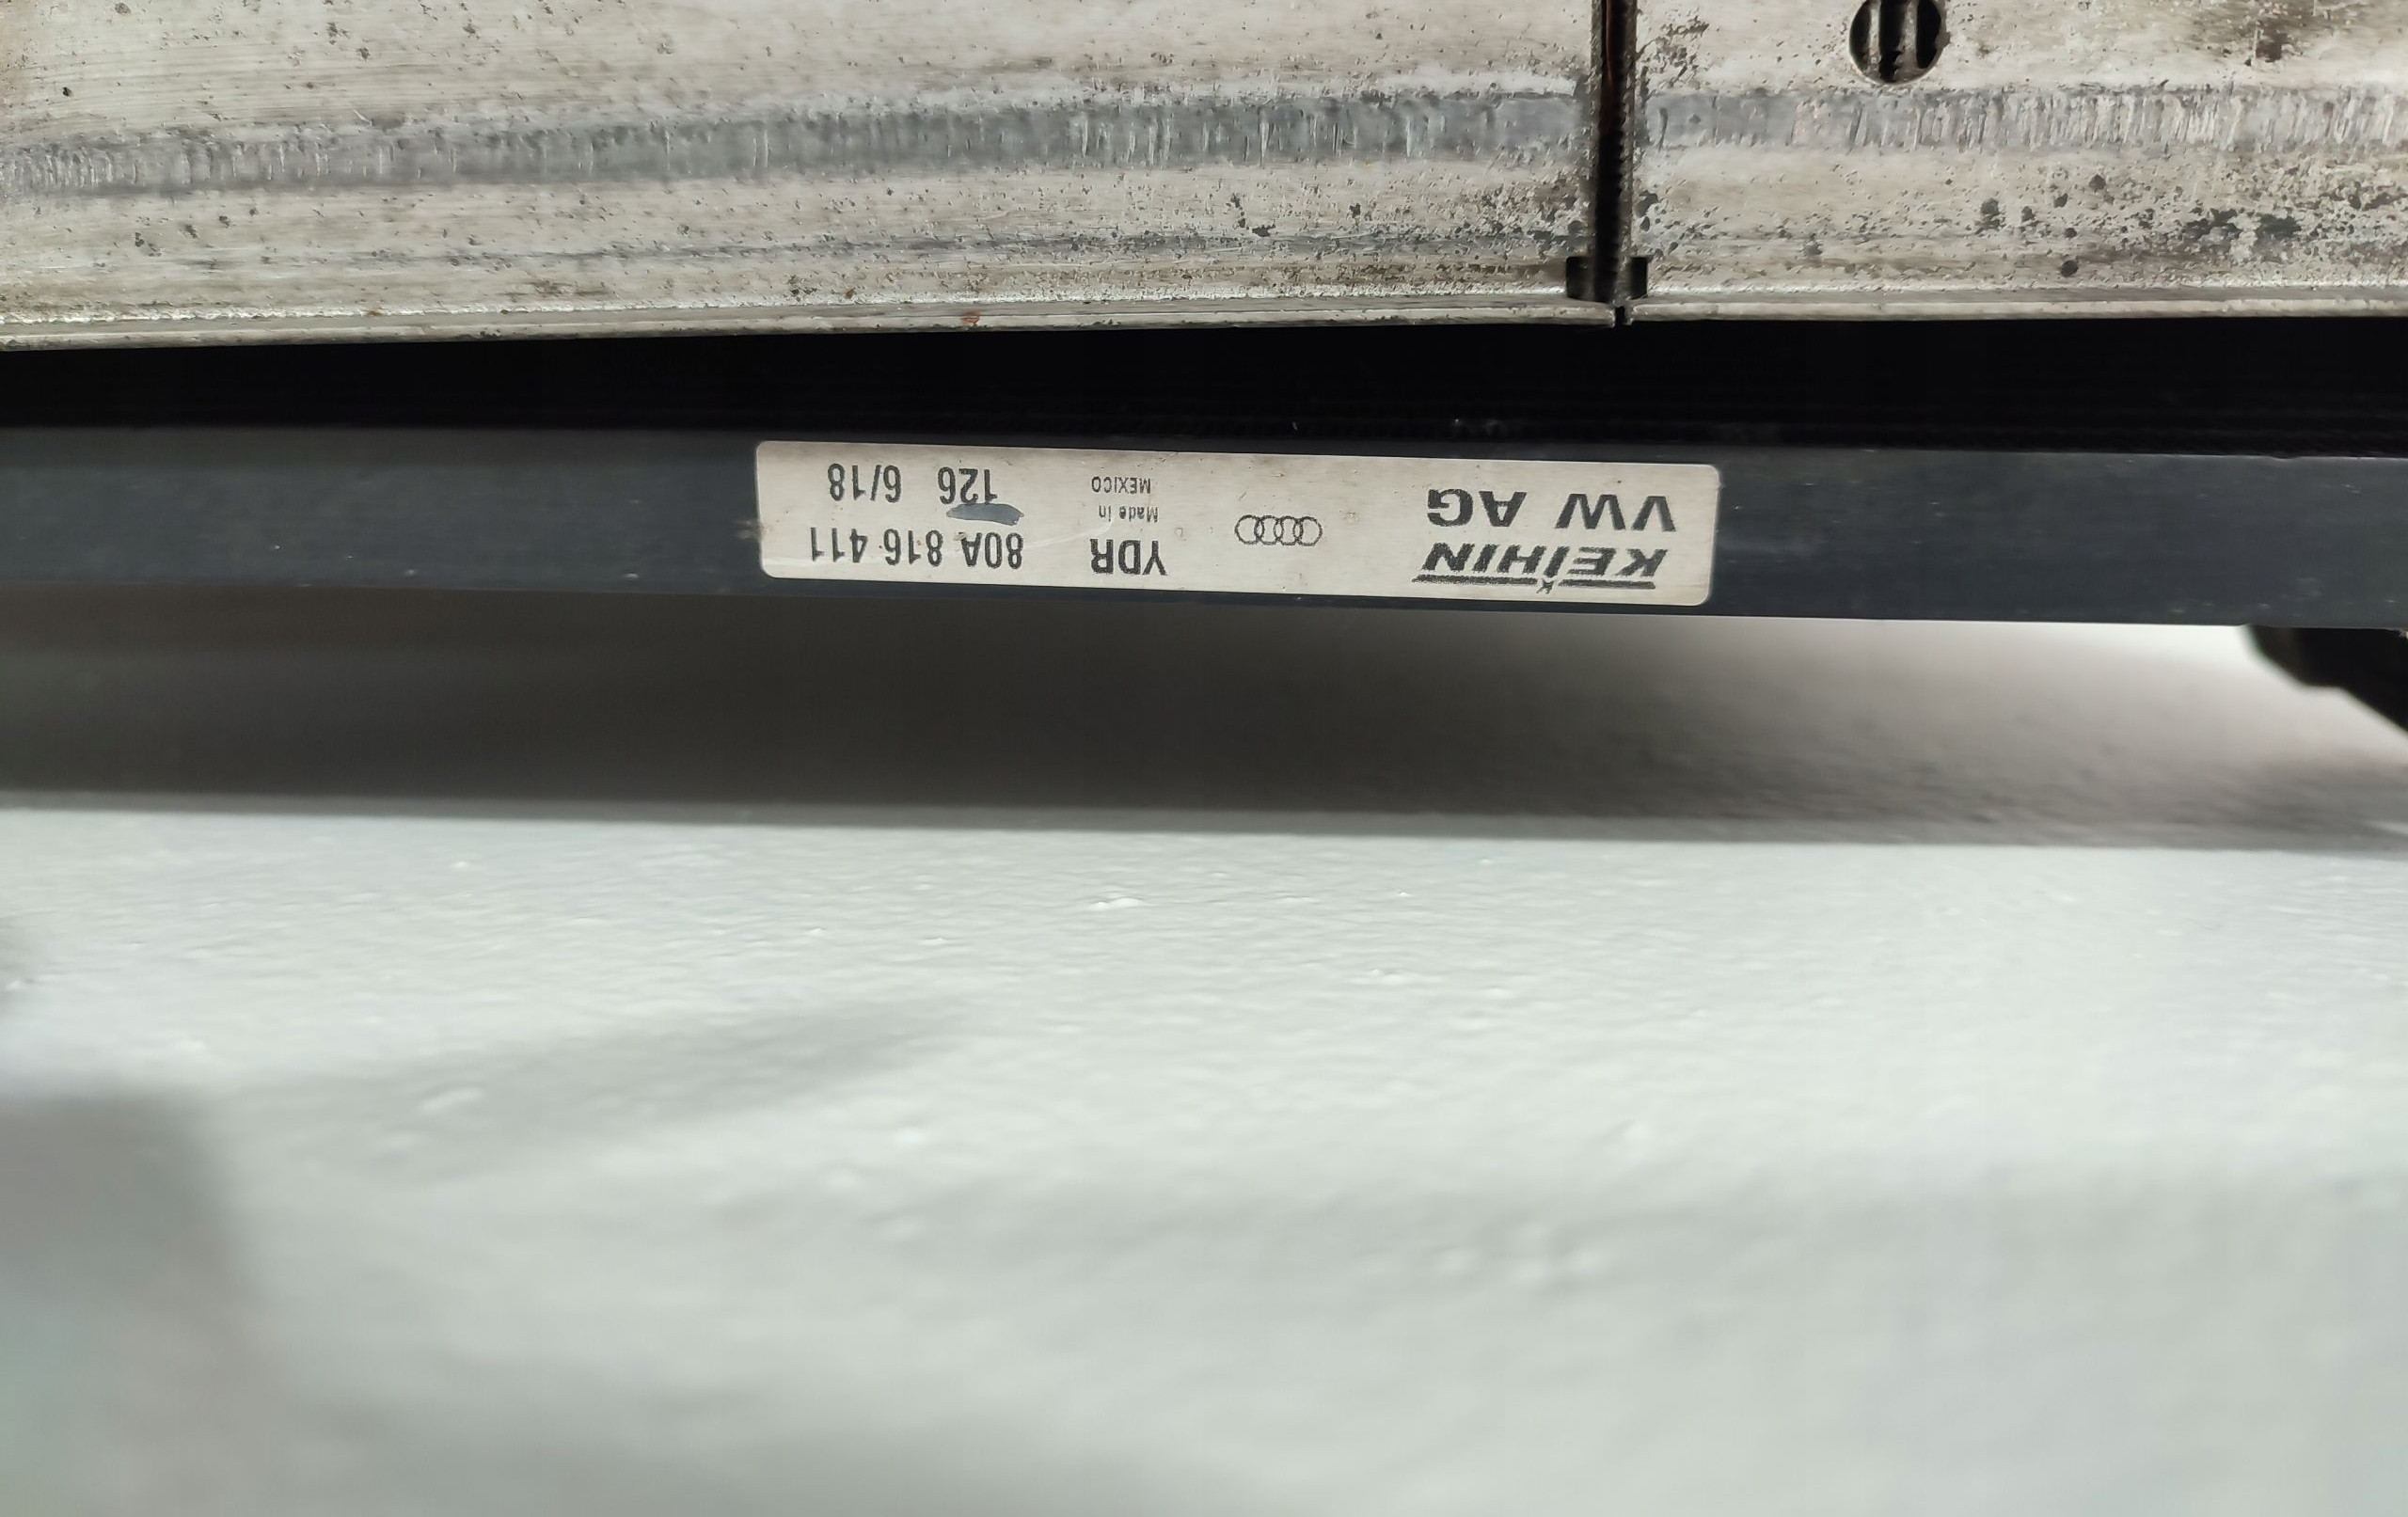 KEIHIN
VW AG
YDR
Made in
MEXICO
80A 816 411
126 6/18